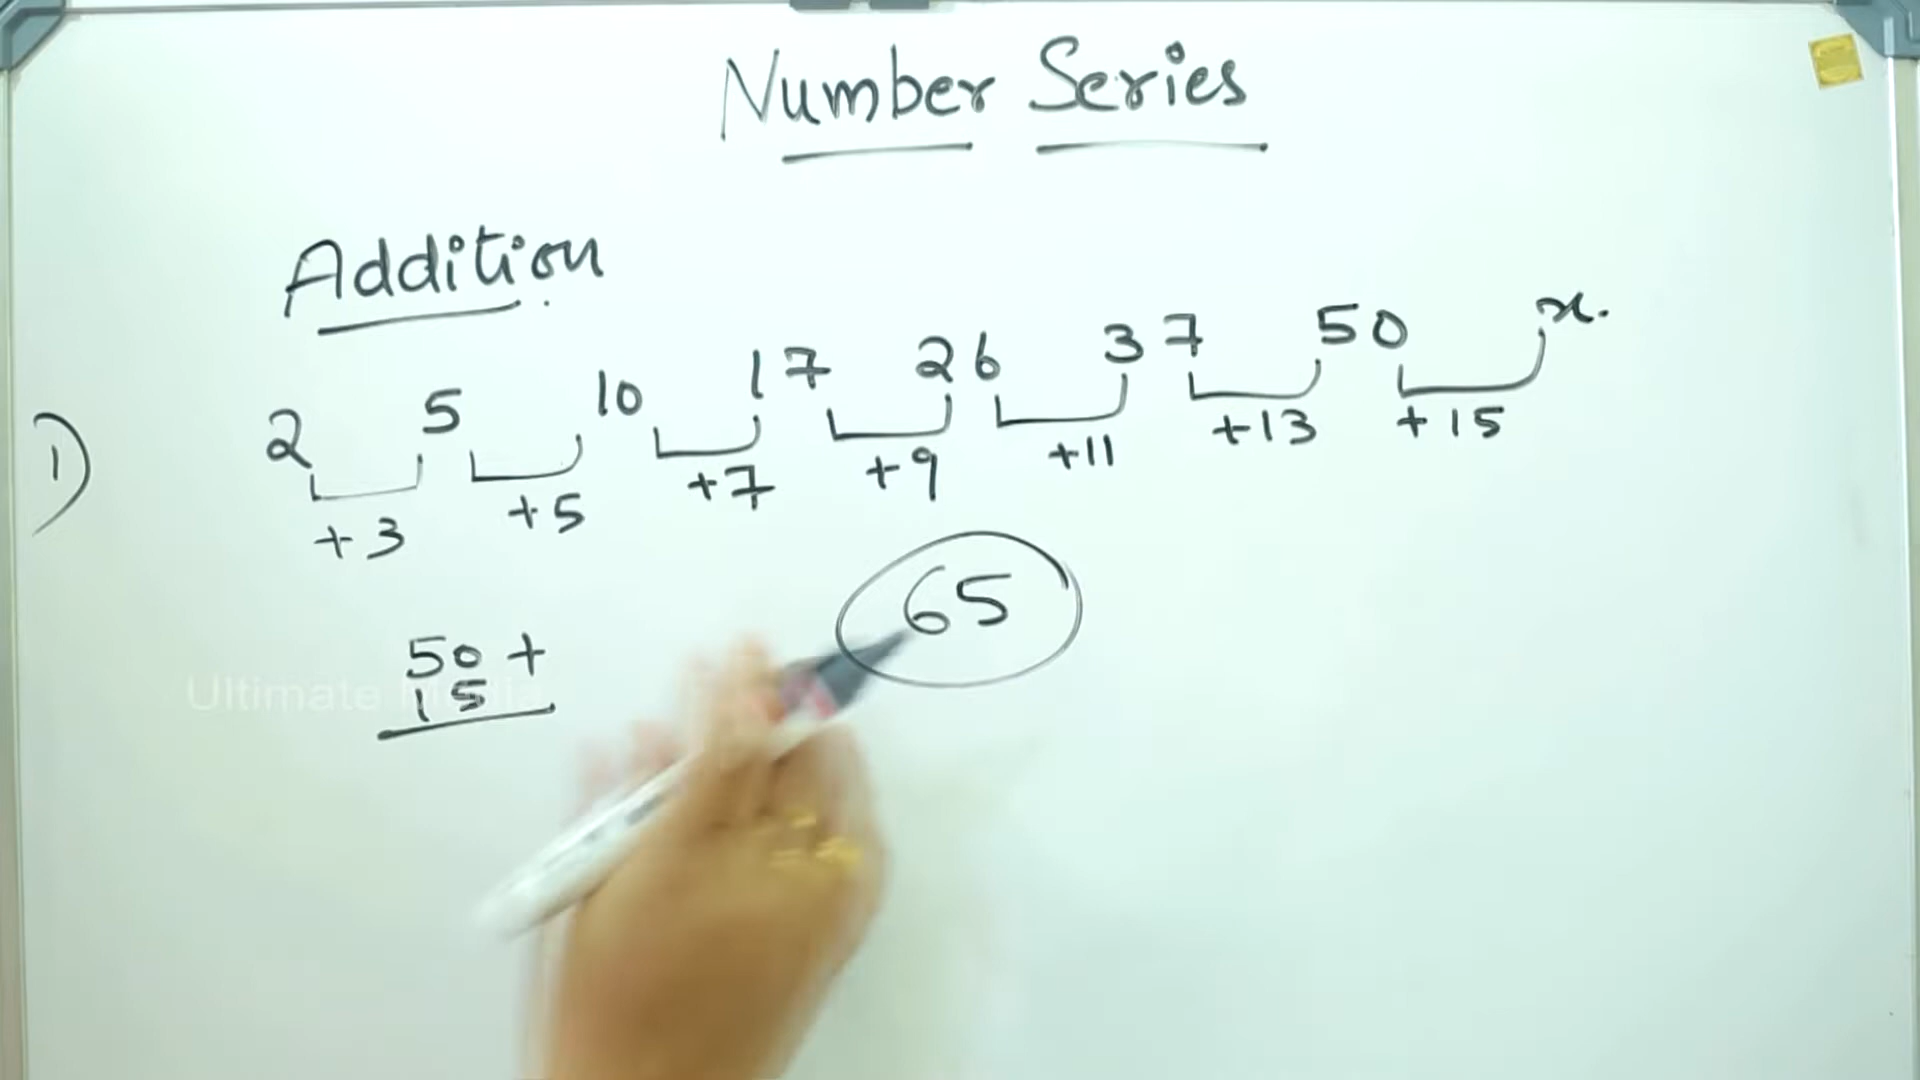 Number Series
Addition
1) 2 5 10 17 26 37 50 x.
+3 +5 +7 +9 +11 +13 +15
65
50 +
15
Ultimate